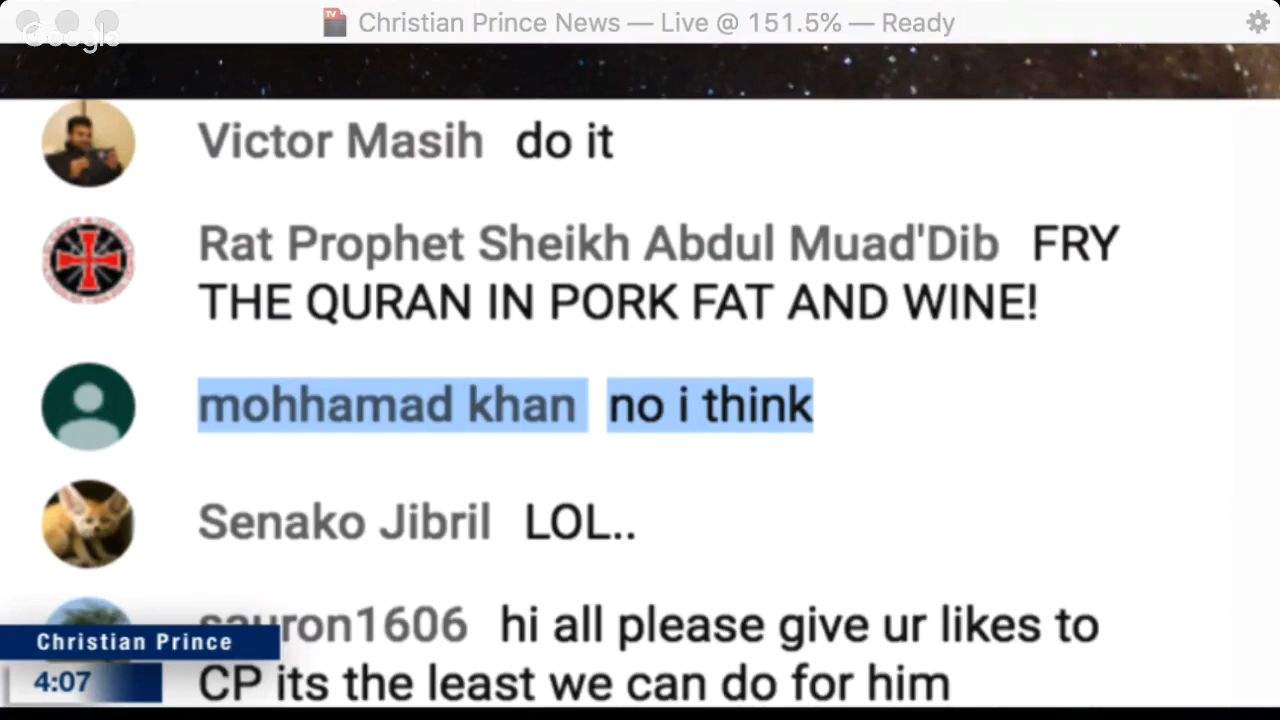 Christian Prince News — Live @ 151.5% — Ready
Google
Victor Masih do it
Rat Prophet Sheikh Abdul Muad'Dib FRY
THE QURAN IN PORK FAT AND WINE!
mohhamad khan no i think
Senako Jibril LOL..
sauron1606 hi all please give ur likes to
CP its the least we can do for him
Christian Prince
4:07